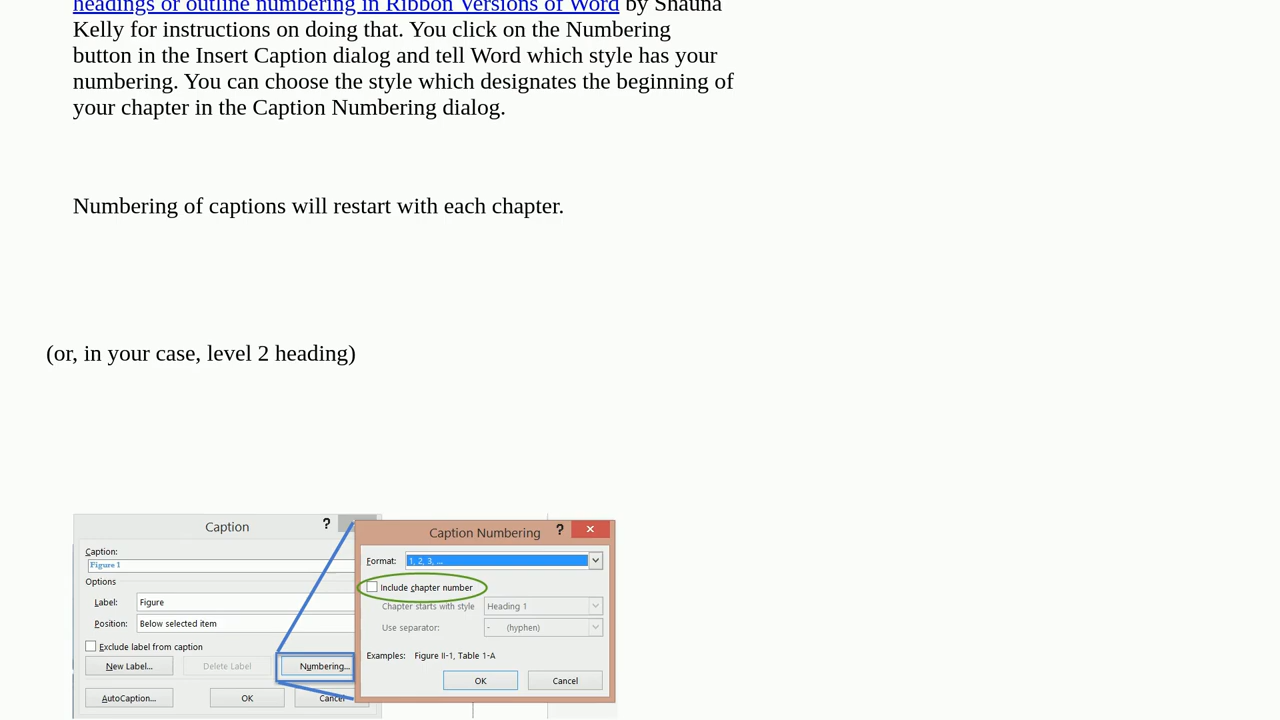 headings or outline numbering in Ribbon Versions of Word by Shauna
Kelly for instructions on doing that. You click on the Numbering
button in the Insert Caption dialog and tell Word which style has your
numbering. You can choose the style which designates the beginning of
your chapter in the Caption Numbering dialog.
Numbering of captions will restart with each chapter.
(or, in your case, level 2 heading)
Caption ?
Caption:
Figure 1
Options
Label: Figure
Position: Below selected item
Exclude label from caption
New Label... Delete Label Numbering...
AutoCaption... OK Cancel
Caption Numbering ?
Format: 1, 2, 3, ...
Include chapter number
Chapter starts with style Heading 1
Use separator: - (hyphen)
Examples: Figure II-1, Table 1-A
OK Cancel